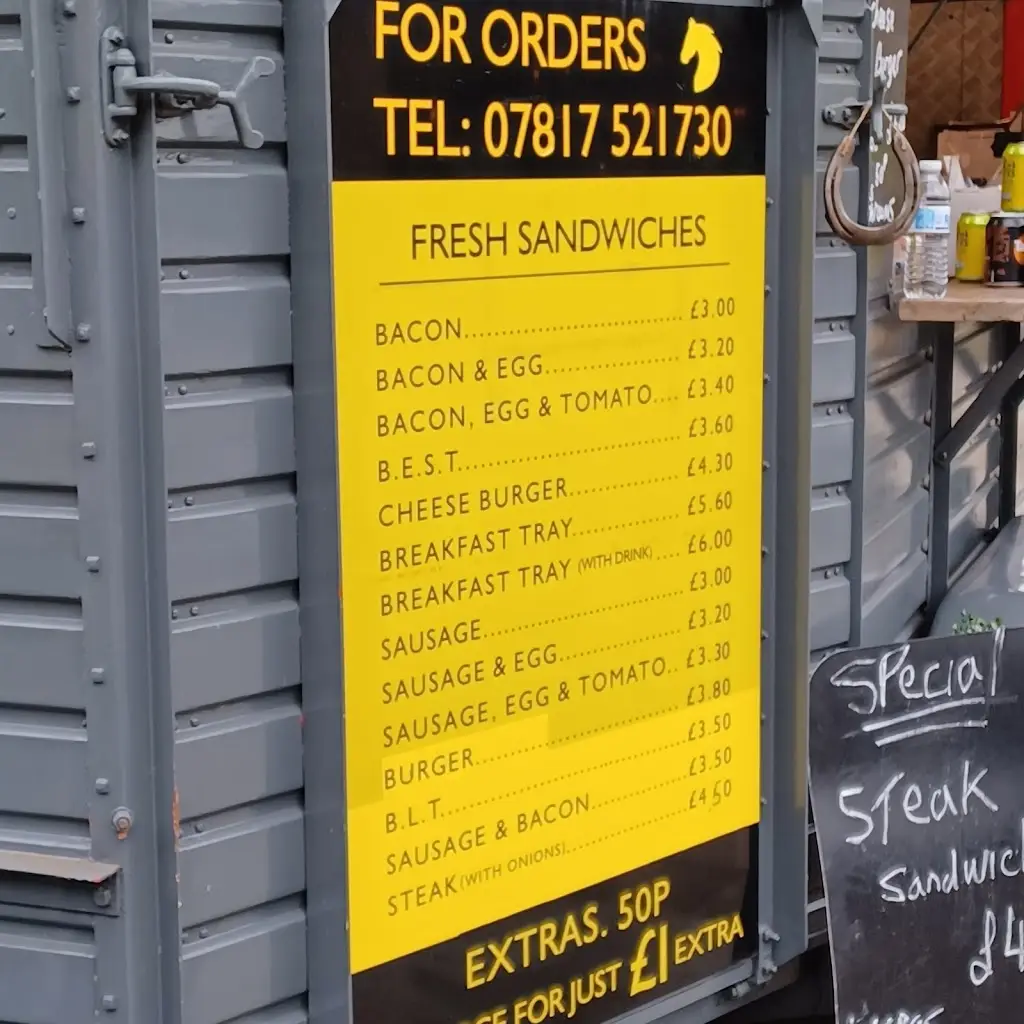 FOR ORDERS
TEL: 07817 521730
FRESH SANDWICHES
BACON.................................. £3.00
BACON & EGG..................... £3.20
BACON, EGG & TOMATO.... £3.40
B.E.S.T................................... £3.60
CHEESE BURGER................. £4.30
BREAKFAST TRAY................ £5.60
BREAKFAST TRAY (WITH DRINK).... £6.00
SAUSAGE.............................. £3.00
SAUSAGE & EGG.................. £3.20
SAUSAGE, EGG & TOMATO.. £3.30
BURGER............................... £3.80
B.L.T..................................... £3.50
SAUSAGE & BACON............. £3.50
STEAK (WITH ONIONS)................. £4.50
EXTRAS. 50P
FOR JUST £1 EXTRA
Special
Steak
Sandwich
£4